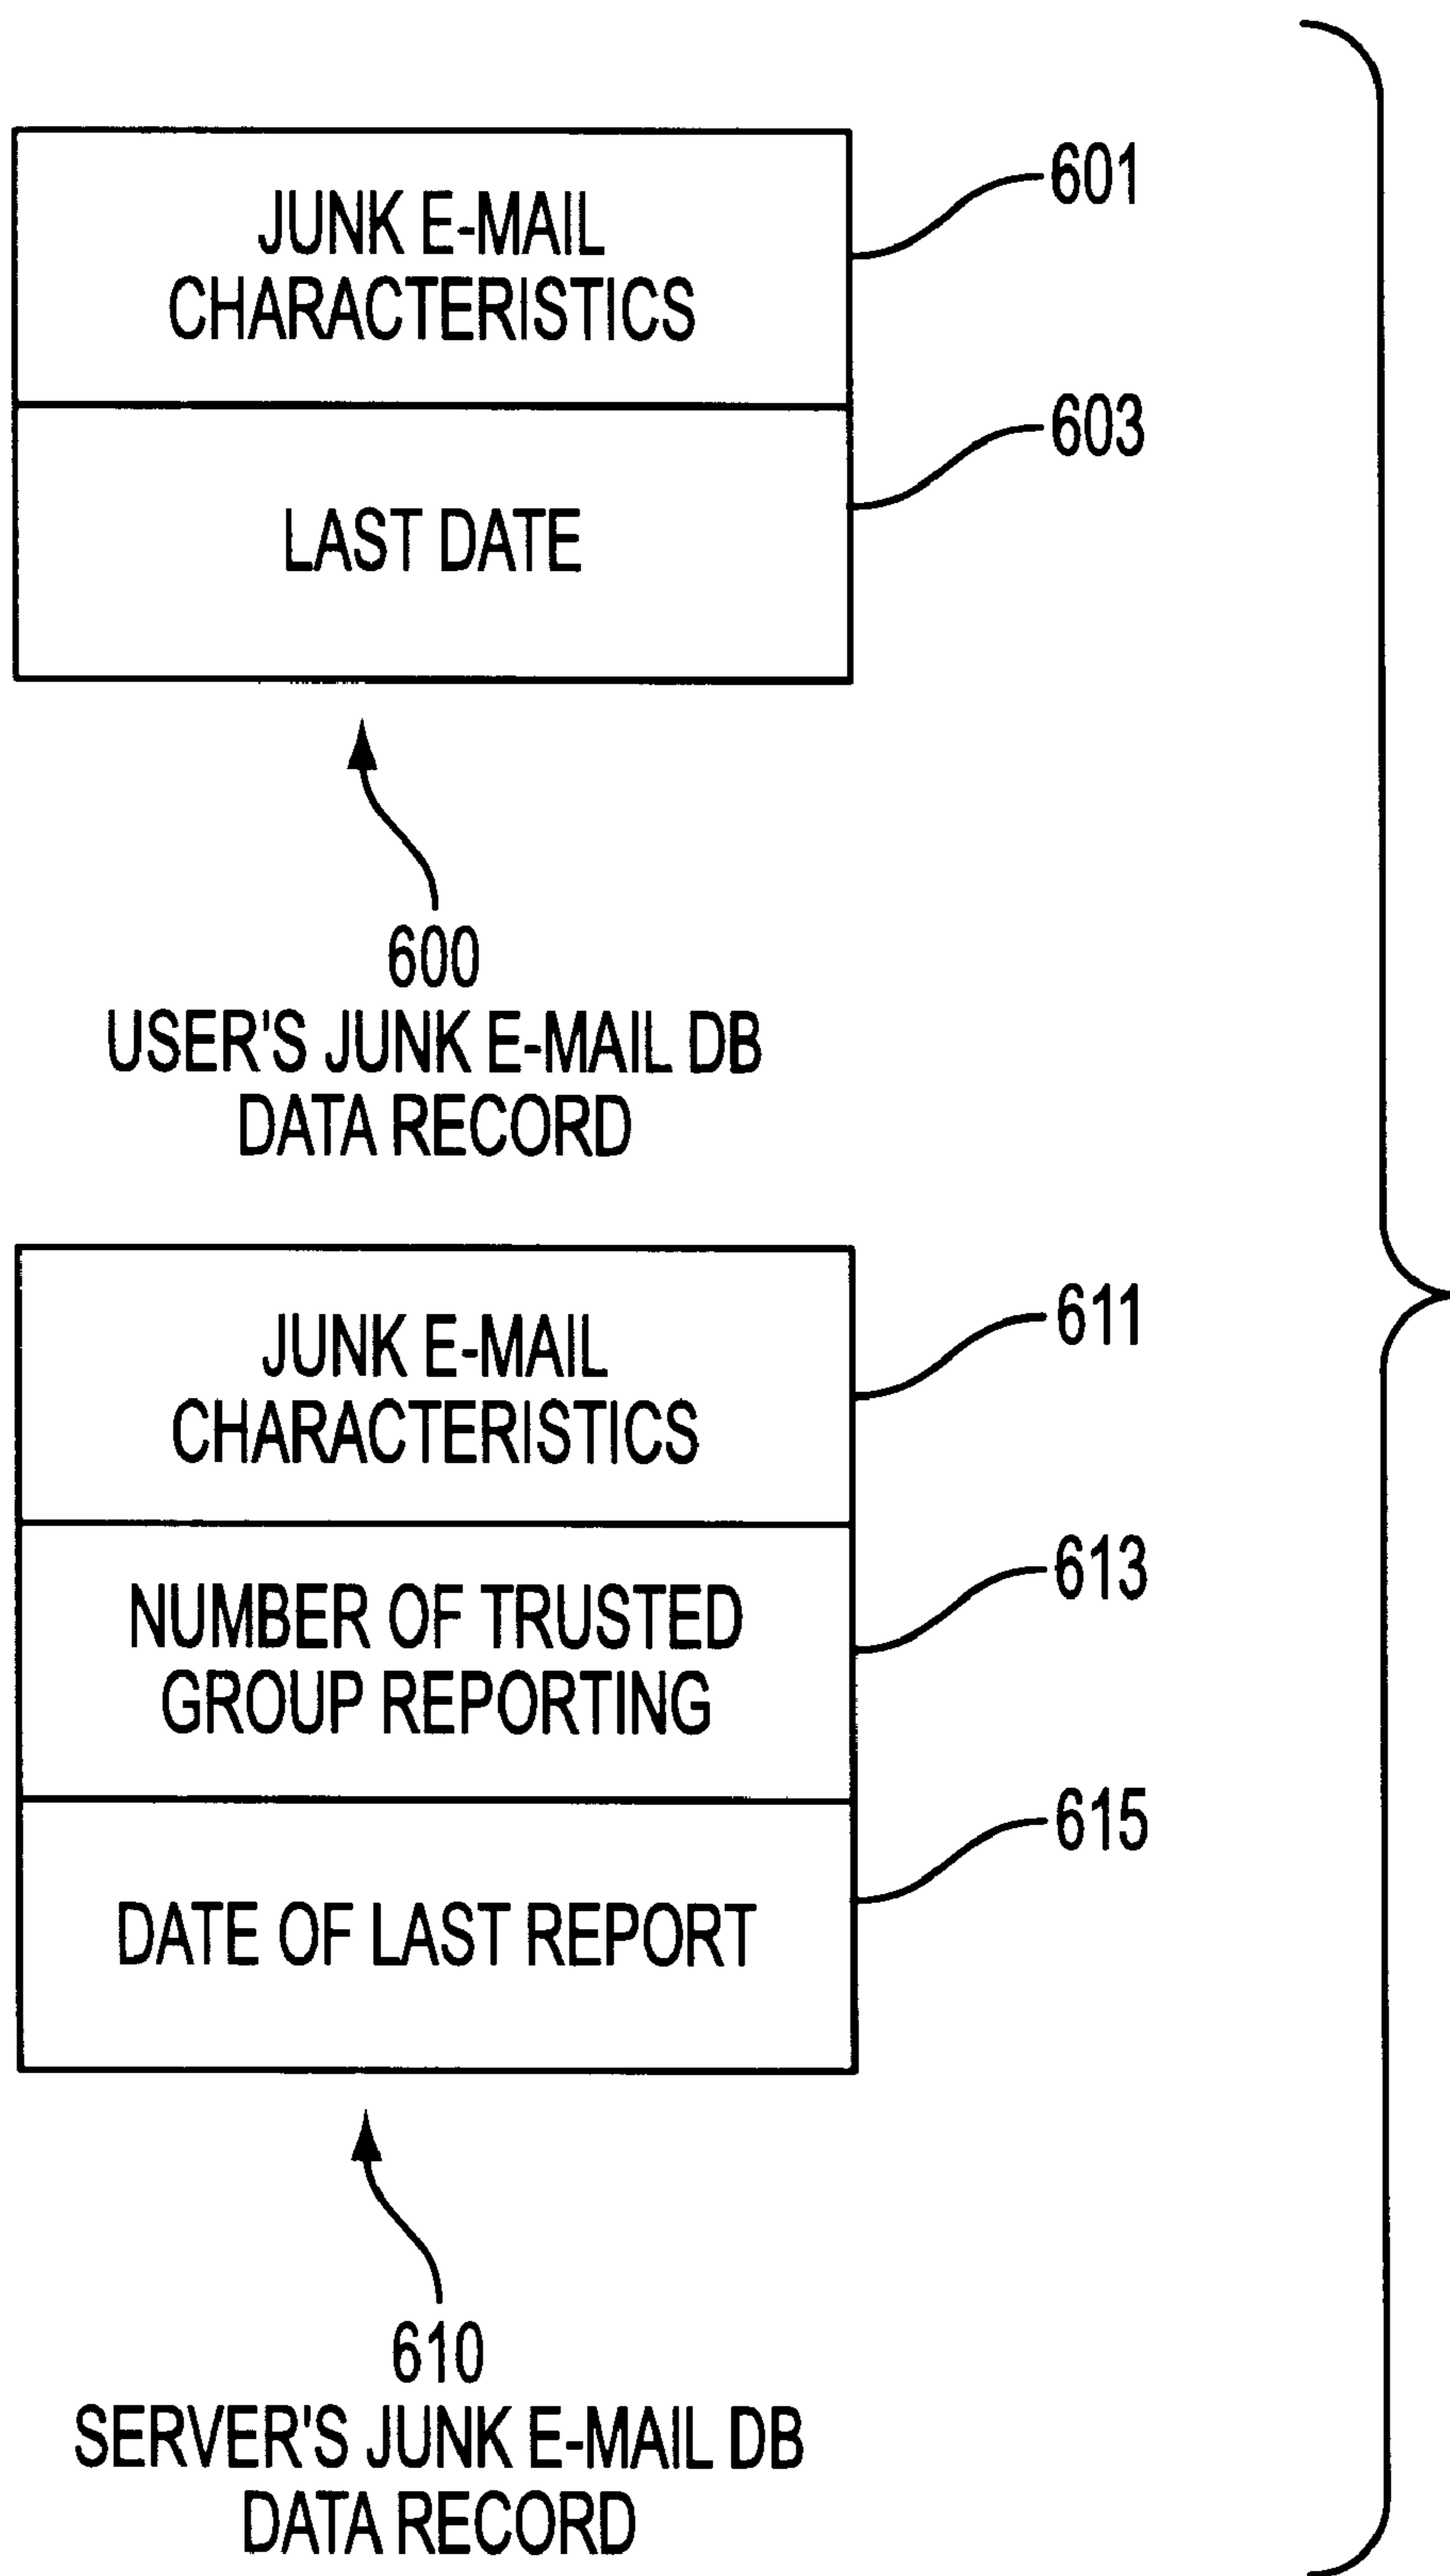 JUNK E-MAIL
CHARACTERISTICS
601
LAST DATE
603
600
USER'S JUNK E-MAIL DB
DATA RECORD
JUNK E-MAIL
CHARACTERISTICS
611
NUMBER OF TRUSTED
GROUP REPORTING
613
DATE OF LAST REPORT
615
610
SERVER'S JUNK E-MAIL DB
DATA RECORD